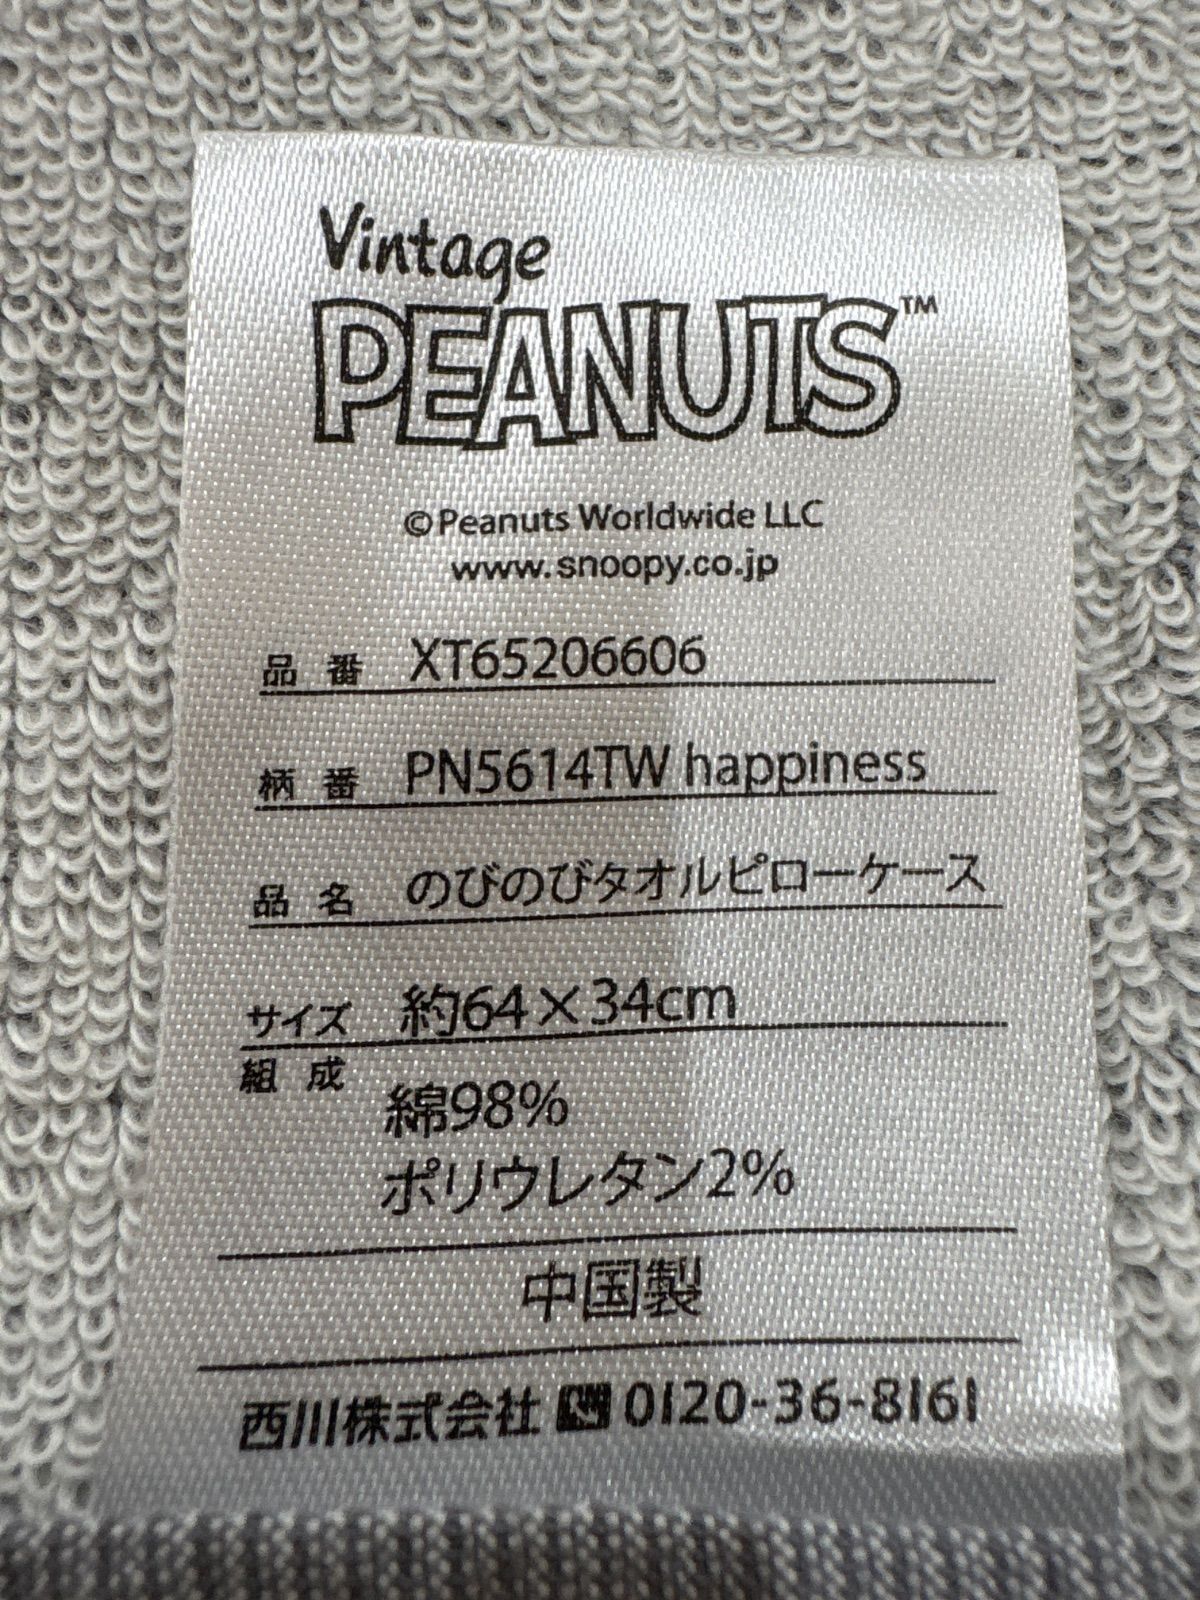 Vintage
PEANUTS™
©Peanuts Worldwide LLC
www.snoopy.co.jp
品番 XT65206606
柄番 PN5614TW happiness
品名 のびのびタオルピローケース
サイズ 約64×34cm
組成 綿98%
ポリウレタン2%
中国製
西川株式会社 0120-36-8161